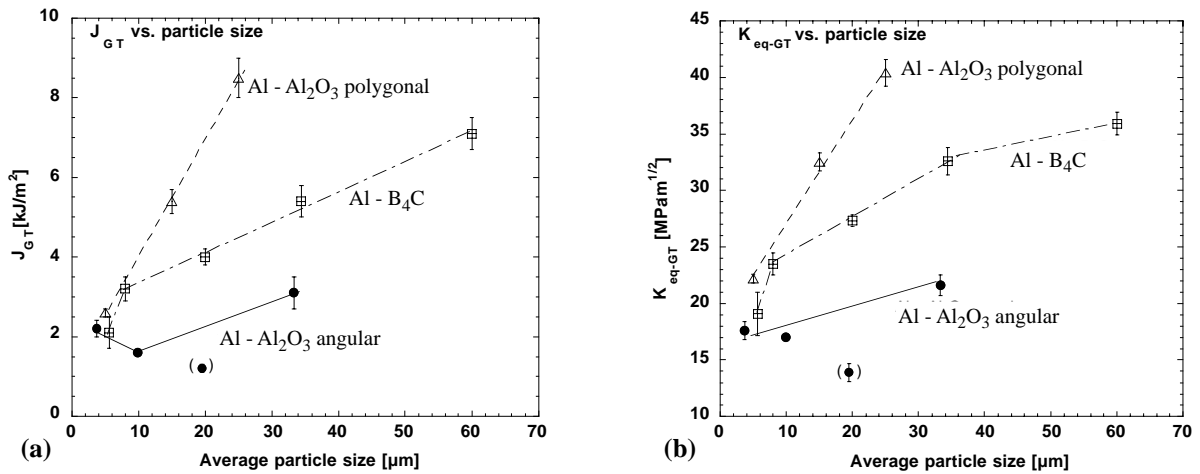 J_GT vs. particle size
10
8
6
4
2
0
J_GT [kJ/m²]
Al - Al₂O₃ polygonal
Al - B₄C
Al - Al₂O₃ angular
( )
0 10 20 30 40 50 60 70
(a)
Average particle size [µm]
K_eq-GT vs. particle size
45
40
35
30
25
20
15
10
K_eq-GT [MPam^1/2]
Al - Al₂O₃ polygonal
Al - B₄C
Al - Al₂O₃ angular
( )
0 10 20 30 40 50 60 70
(b)
Average particle size [µm]